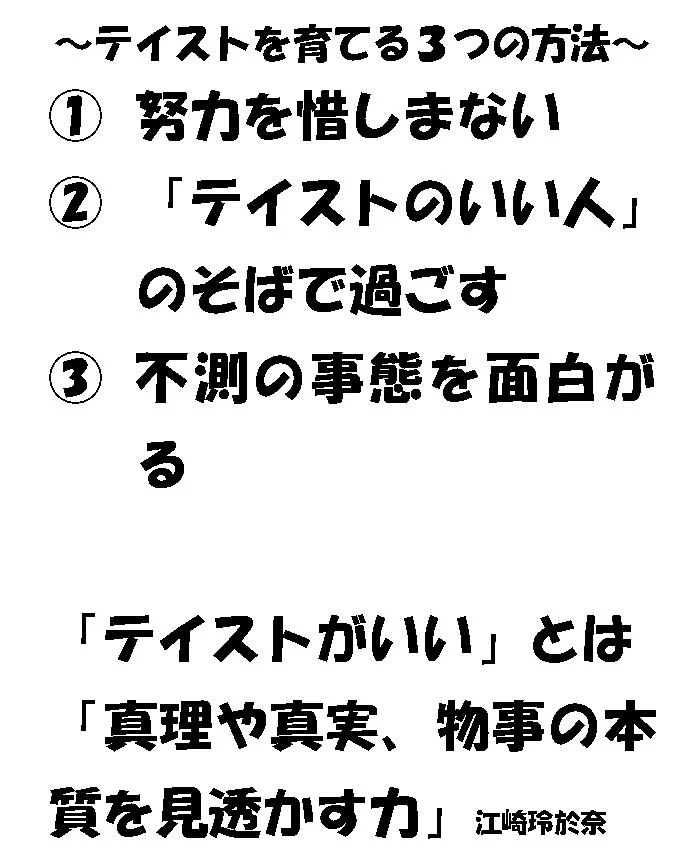 ～テイストを育てる３つの方法～
① 努力を惜しまない
② 「テイストのいい人」
のそばで過ごす
③ 不測の事態を面白が
る
「テイストがいい」とは
「真理や真実、物事の本
質を見透かす力」 江崎玲於奈